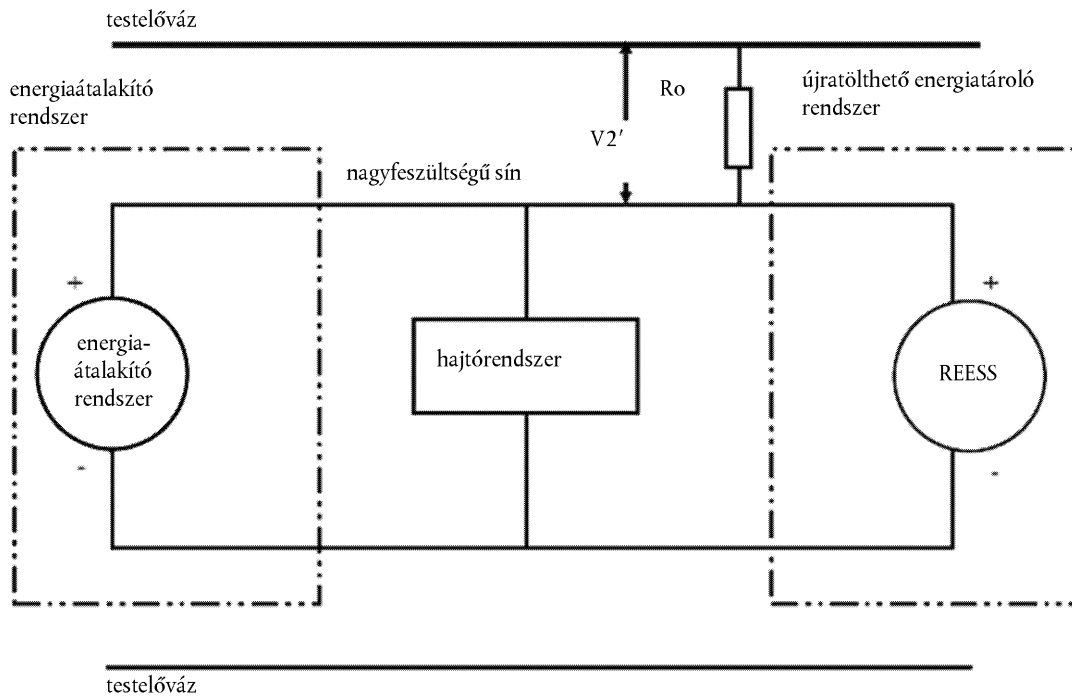 testelőváz
energiaátalakító
rendszer
Ro
újratölthető energiatároló
rendszer
V2′
nagyfeszültségű sín
+
+
energia-
átalakító
rendszer
hajtórendszer
REESS
-
-
testelőváz